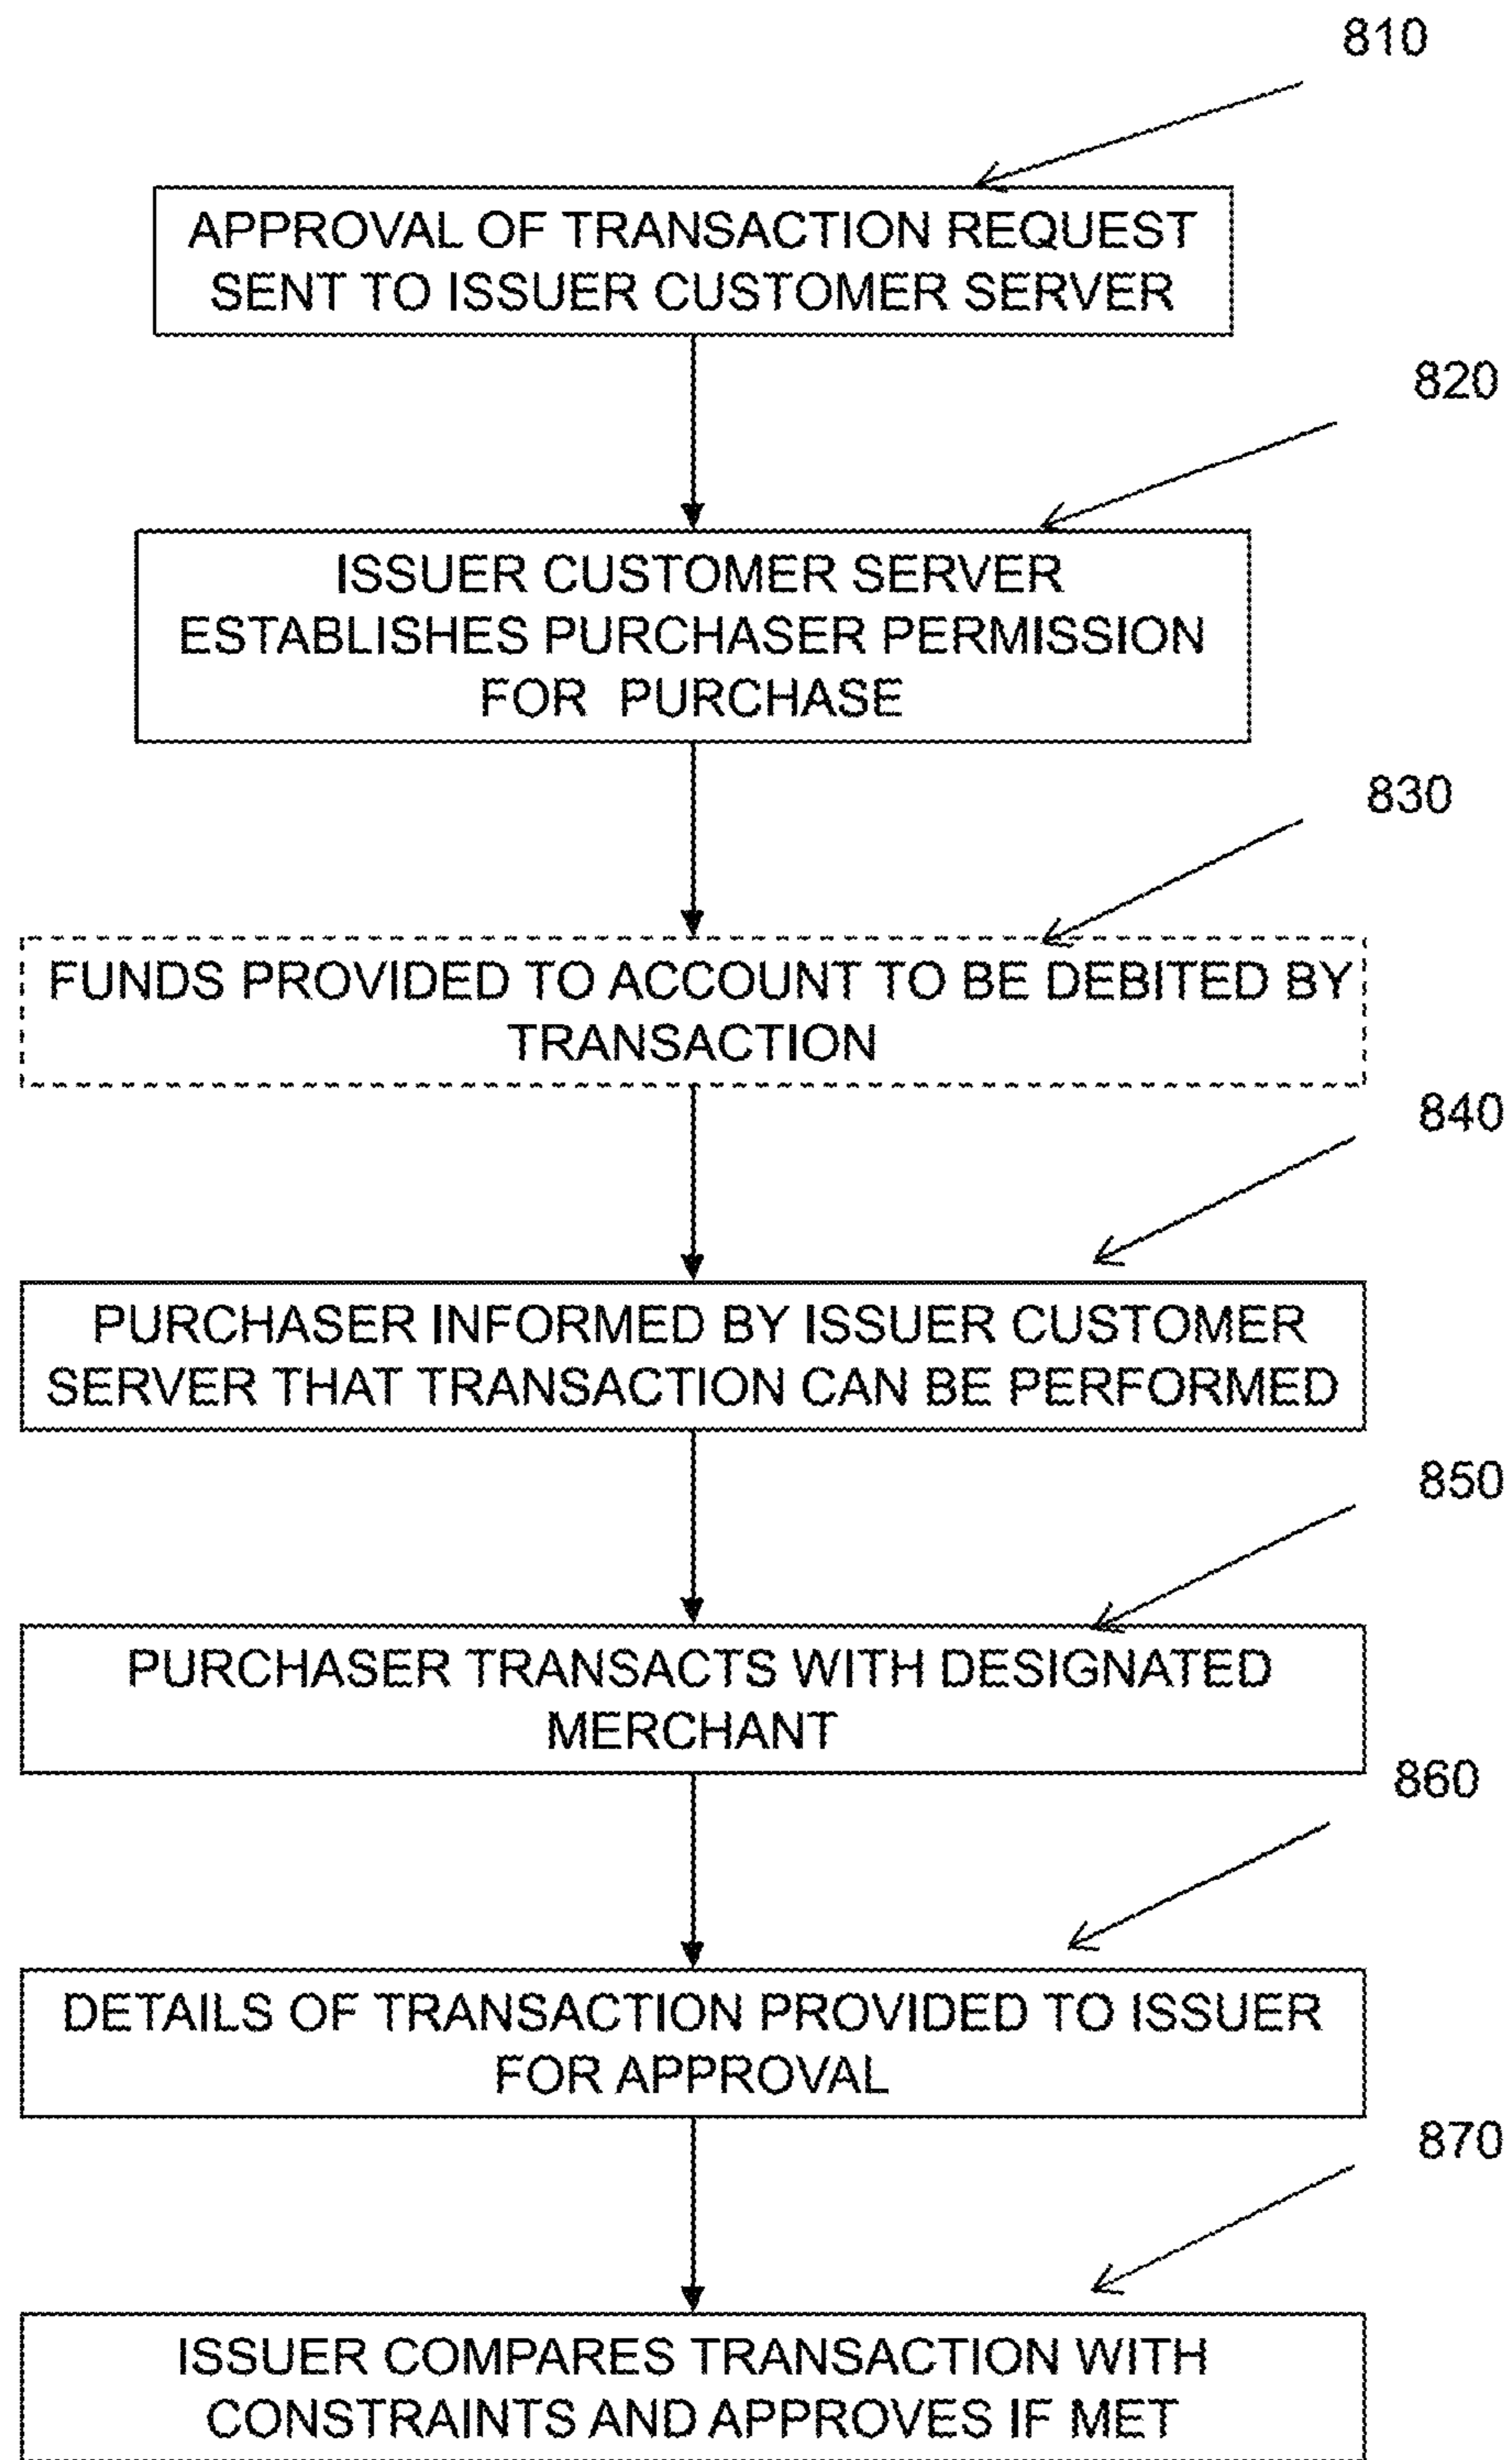 810
APPROVAL OF TRANSACTION REQUEST
SENT TO ISSUER CUSTOMER SERVER
820
ISSUER CUSTOMER SERVER
ESTABLISHES PURCHASER PERMISSION
FOR PURCHASE
830
FUNDS PROVIDED TO ACCOUNT TO BE DEBITED BY
TRANSACTION
840
PURCHASER INFORMED BY ISSUER CUSTOMER
SERVER THAT TRANSACTION CAN BE PERFORMED
850
PURCHASER TRANSACTS WITH DESIGNATED
MERCHANT
860
DETAILS OF TRANSACTION PROVIDED TO ISSUER
FOR APPROVAL
870
ISSUER COMPARES TRANSACTION WITH
CONSTRAINTS AND APPROVES IF MET